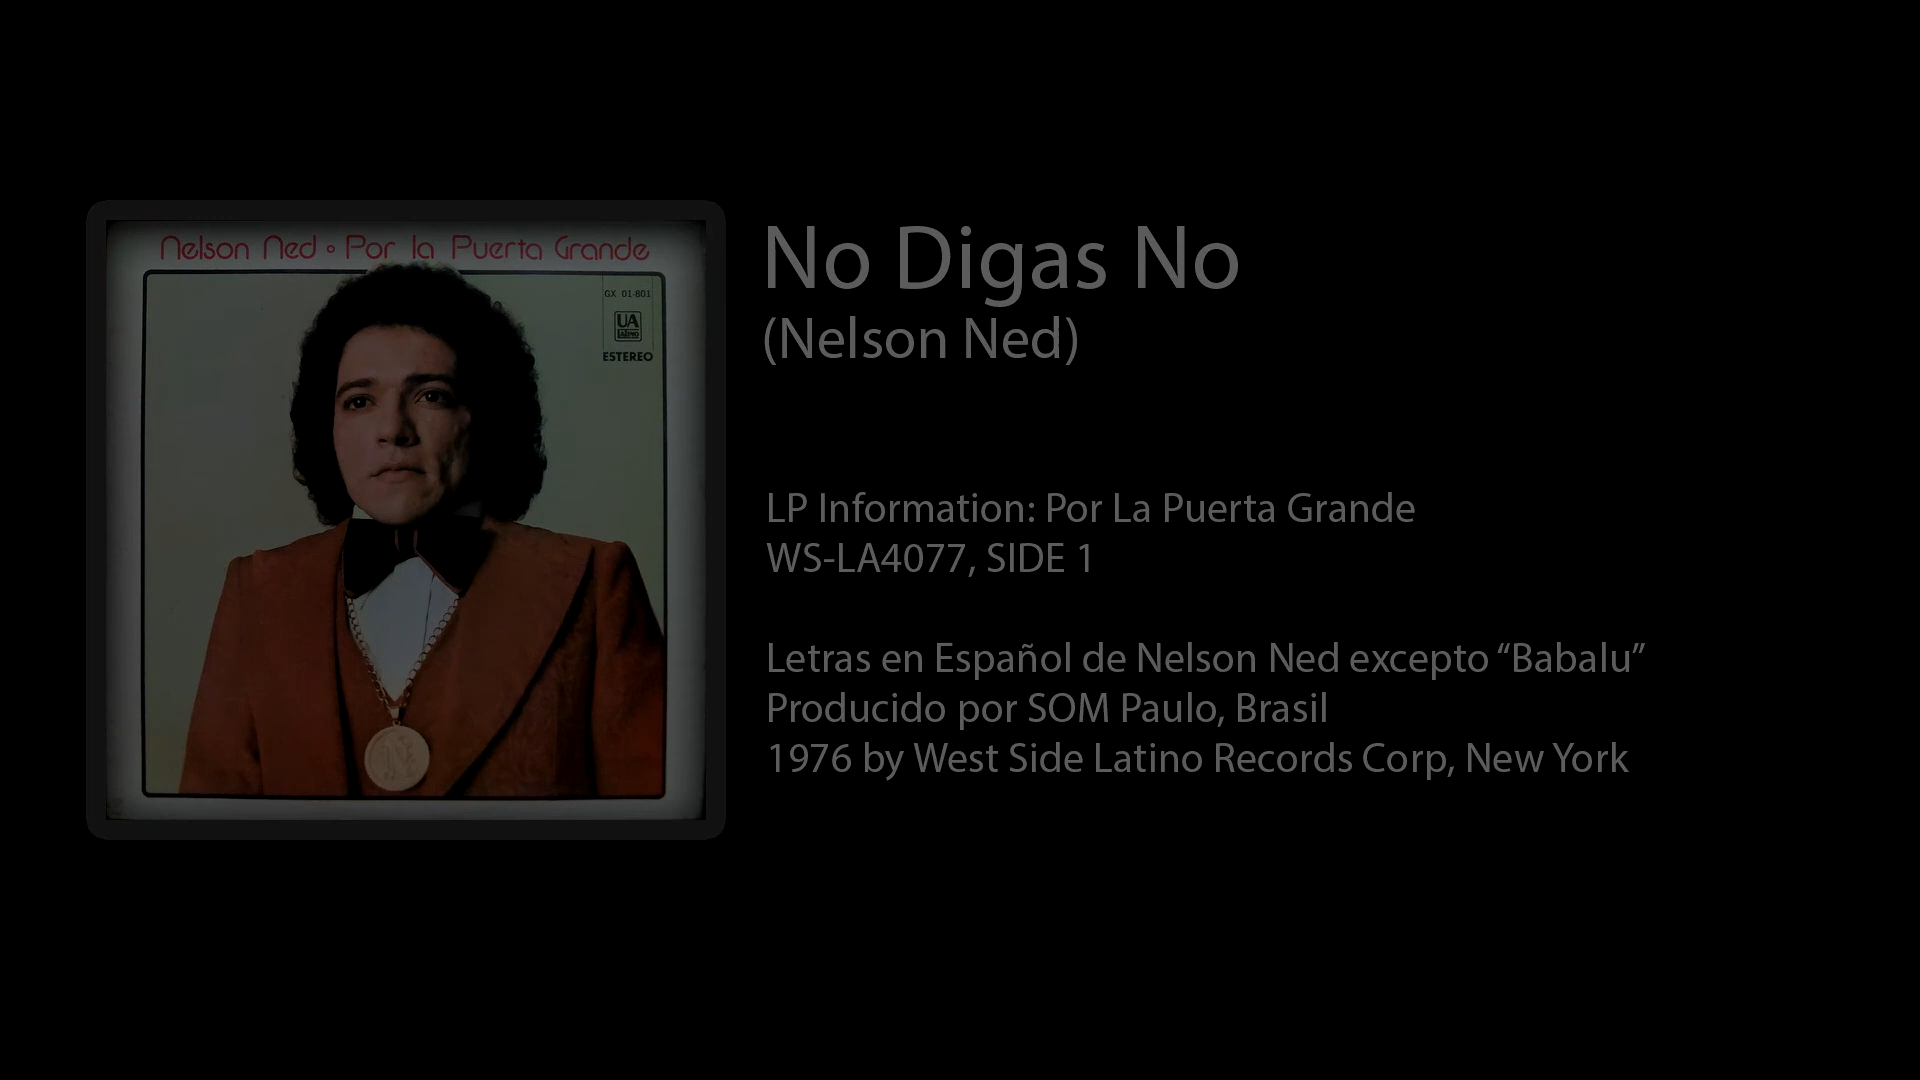 Nelson Ned • Por la Puerta Grande
GX 01-801
UA
LATINO
ESTEREO
N
No Digas No
(Nelson Ned)
LP Information: Por La Puerta Grande
WS-LA4077, SIDE 1
Letras en Español de Nelson Ned excepto “Babalu”
Producido por SOM Paulo, Brasil
1976 by West Side Latino Records Corp, New York